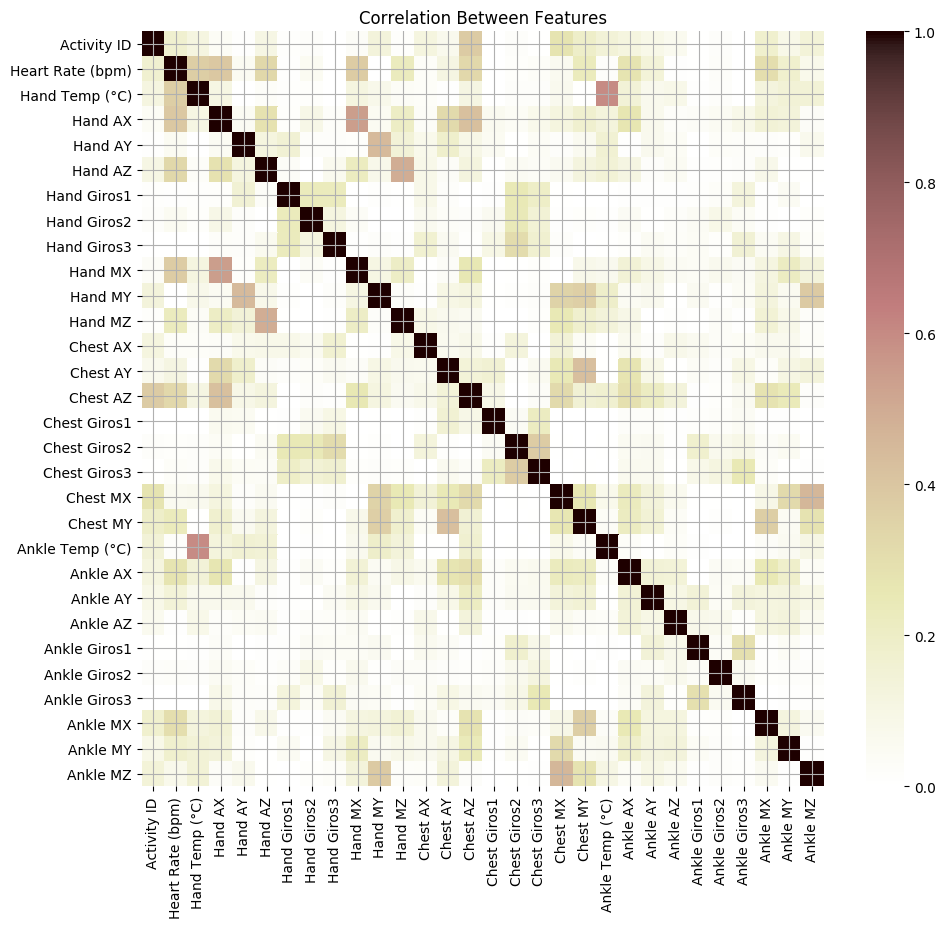 Correlation Between Features
Activity ID
Heart Rate (bpm)
Hand Temp (°C)
Hand AX
Hand AY
Hand AZ
Hand Giros1
Hand Giros2
Hand Giros3
Hand MX
Hand MY
Hand MZ
Chest AX
Chest AY
Chest AZ
Chest Giros1
Chest Giros2
Chest Giros3
Chest MX
Chest MY
Ankle Temp (°C)
Ankle AX
Ankle AY
Ankle AZ
Ankle Giros1
Ankle Giros2
Ankle Giros3
Ankle MX
Ankle MY
Ankle MZ
Activity ID
Heart Rate (bpm)
Hand Temp (°C)
Hand AX
Hand AY
Hand AZ
Hand Giros1
Hand Giros2
Hand Giros3
Hand MX
Hand MY
Hand MZ
Chest AX
Chest AY
Chest AZ
Chest Giros1
Chest Giros2
Chest Giros3
Chest MX
Chest MY
Ankle Temp (°C)
Ankle AX
Ankle AY
Ankle AZ
Ankle Giros1
Ankle Giros2
Ankle Giros3
Ankle MX
Ankle MY
Ankle MZ
1.0
0.8
0.6
0.4
0.2
0.0